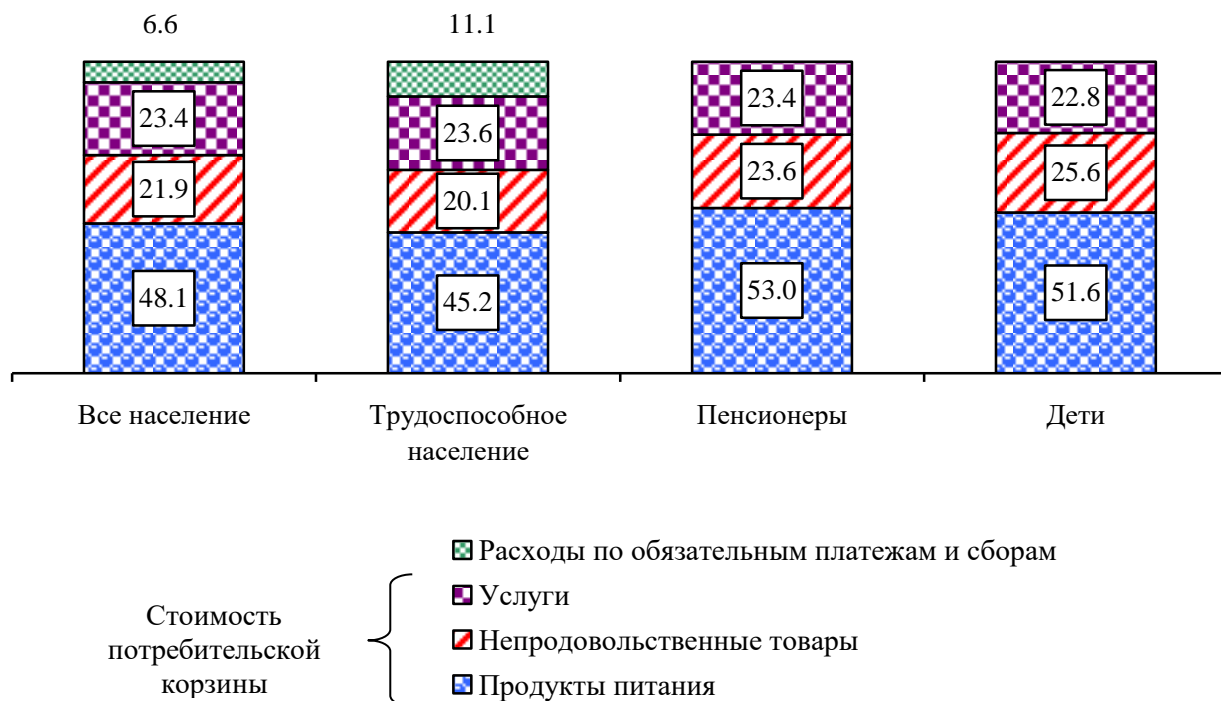 6.6
11.1
23.4
23.6
23.4
22.8
21.9
20.1
23.6
25.6
48.1
45.2
53.0
51.6
Все население
Трудоспособное
население
Пенсионеры
Дети
Расходы по обязательным платежам и сборам
Услуги
Непродовольственные товары
Продукты питания
Стоимость
потребительской
корзины